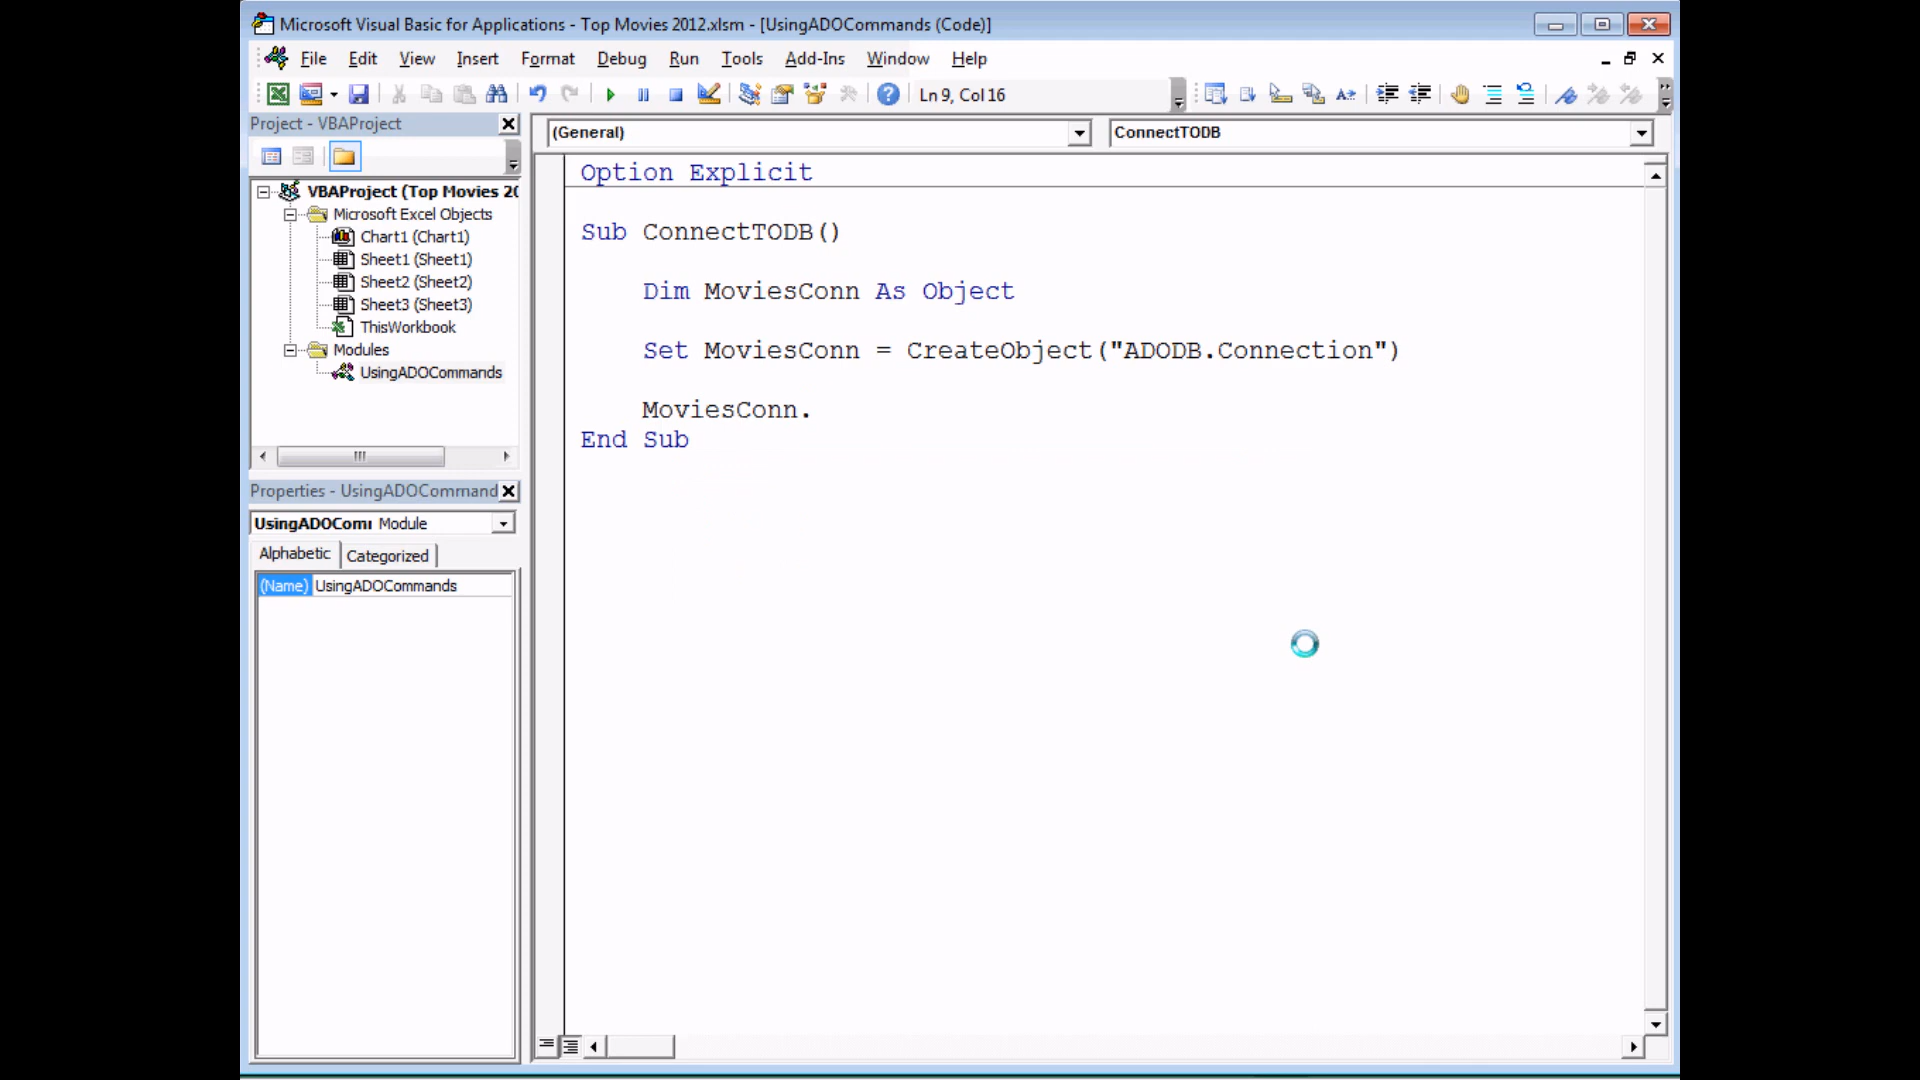 Microsoft Visual Basic for Applications - Top Movies 2012.xlsm - [UsingADOCommands (Code)]
File Edit View Insert Format Debug Run Tools Add-Ins Window Help
Ln 9, Col 16
Project - VBAProject
(General)
ConnectTODB
VBAProject (Top Movies 20
Microsoft Excel Objects
Chart1 (Chart1)
Sheet1 (Sheet1)
Sheet2 (Sheet2)
Sheet3 (Sheet3)
ThisWorkbook
Modules
UsingADOCommands
Properties - UsingADOCommand
UsingADOComi Module
Alphabetic Categorized
(Name) UsingADOCommands
Option Explicit
Sub ConnectTODB()
Dim MoviesConn As Object
Set MoviesConn = CreateObject("ADODB.Connection")
MoviesConn.
End Sub